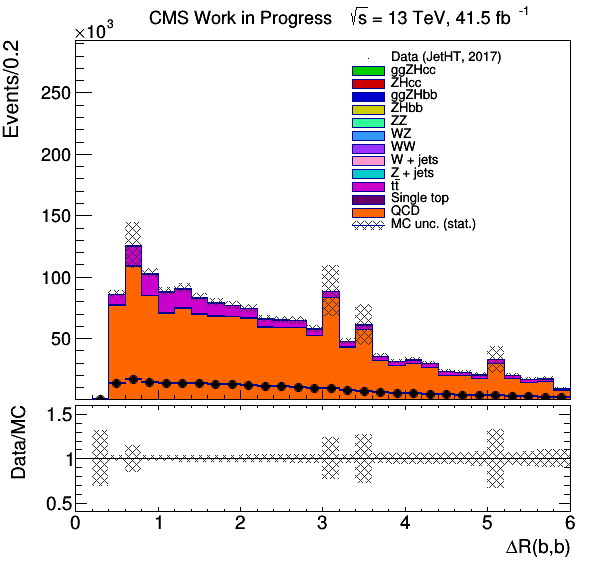 CMS Work in Progress √s = 13 TeV, 41.5 fb⁻¹
×10³
Events/0.2
250
200
150
100
50
Data (JetHT, 2017)
ggZHcc
ZHcc
ggZHbb
ZHbb
ZZ
WZ
WW
W + jets
Z + jets
tt̄
Single top
QCD
MC unc. (stat.)
Data/MC
1.5
1
0.5
0 1 2 3 4 5 6
ΔR(b,b)